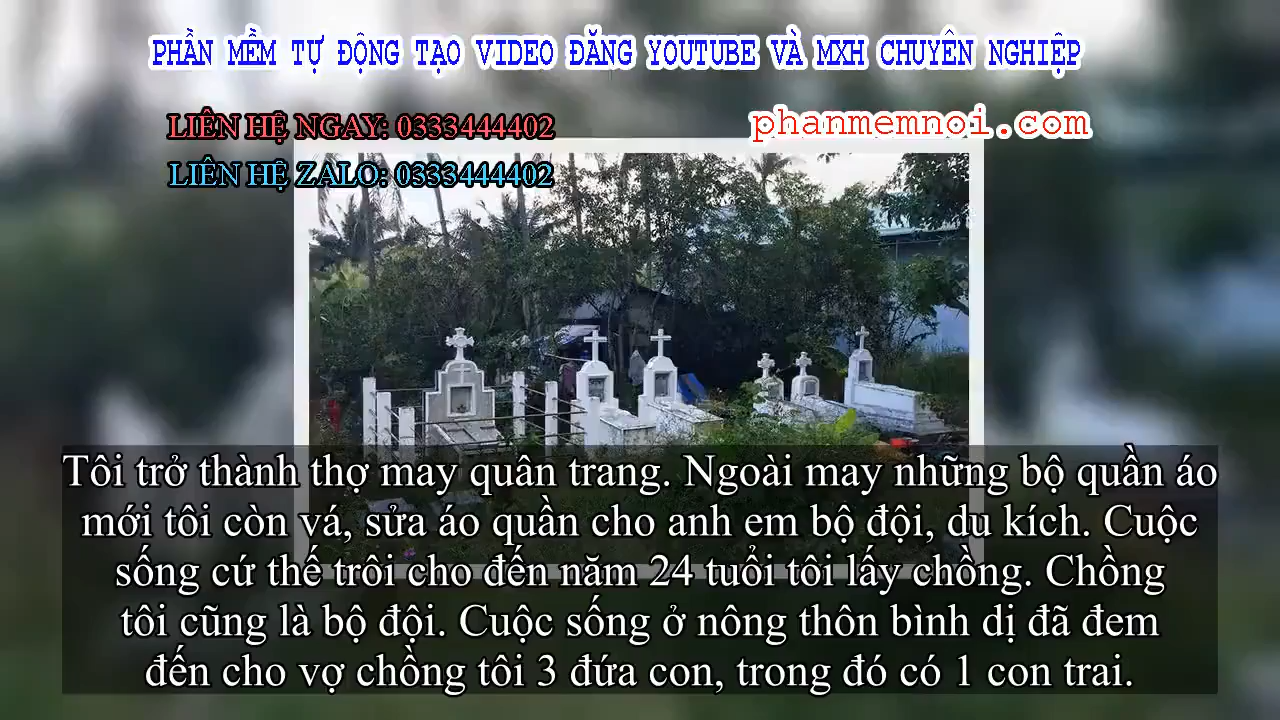 PHẦN MỀM TỰ ĐỘNG TẠO VIDEO ĐĂNG YOUTUBE VÀ MXH CHUYÊN NGHIỆP
LIÊN HỆ NGAY: 0333444402
phanmemnoi.com
LIÊN HỆ ZALO: 0333444402
Tôi trở thành thợ may quân trang. Ngoài may những bộ quần áo
mới tôi còn vá, sửa áo quần cho anh em bộ đội, du kích. Cuộc
sống cứ thế trôi cho đến năm 24 tuổi tôi lấy chồng. Chồng
tôi cũng là bộ đội. Cuộc sống ở nông thôn bình dị đã đem
đến cho vợ chồng tôi 3 đứa con, trong đó có 1 con trai.